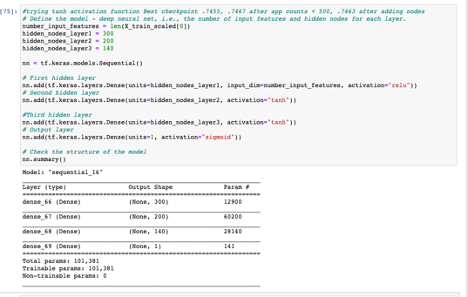 [75]: #trying tanh activation function Best checkpoint .7455, .7467 after app counts < 500, .7463 after adding nodes
# Define the model - deep neural net, i.e., the number of input features and hidden nodes for each layer.
number_input_features = len(X_train_scaled[0])
hidden_nodes_layer1 = 300
hidden_nodes_layer2 = 200
hidden_nodes_layer3 = 140
nn = tf.keras.models.Sequential()
# First hidden layer
nn.add(tf.keras.layers.Dense(units=hidden_nodes_layer1, input_dim=number_input_features, activation="relu"))
# Second hidden layer
nn.add(tf.keras.layers.Dense(units=hidden_nodes_layer2, activation="tanh"))
#Third hidden layer
nn.add(tf.keras.layers.Dense(units=hidden_nodes_layer3, activation="tanh"))
# Output layer
nn.add(tf.keras.layers.Dense(units=1, activation="sigmoid"))
# Check the structure of the model
nn.summary()
Model: "sequential_16"
Layer (type) Output Shape Param #
dense_66 (Dense) (None, 300) 12900
dense_67 (Dense) (None, 200) 60200
dense_68 (Dense) (None, 140) 28140
dense_69 (Dense) (None, 1) 141
Total params: 101,381
Trainable params: 101,381
Non-trainable params: 0